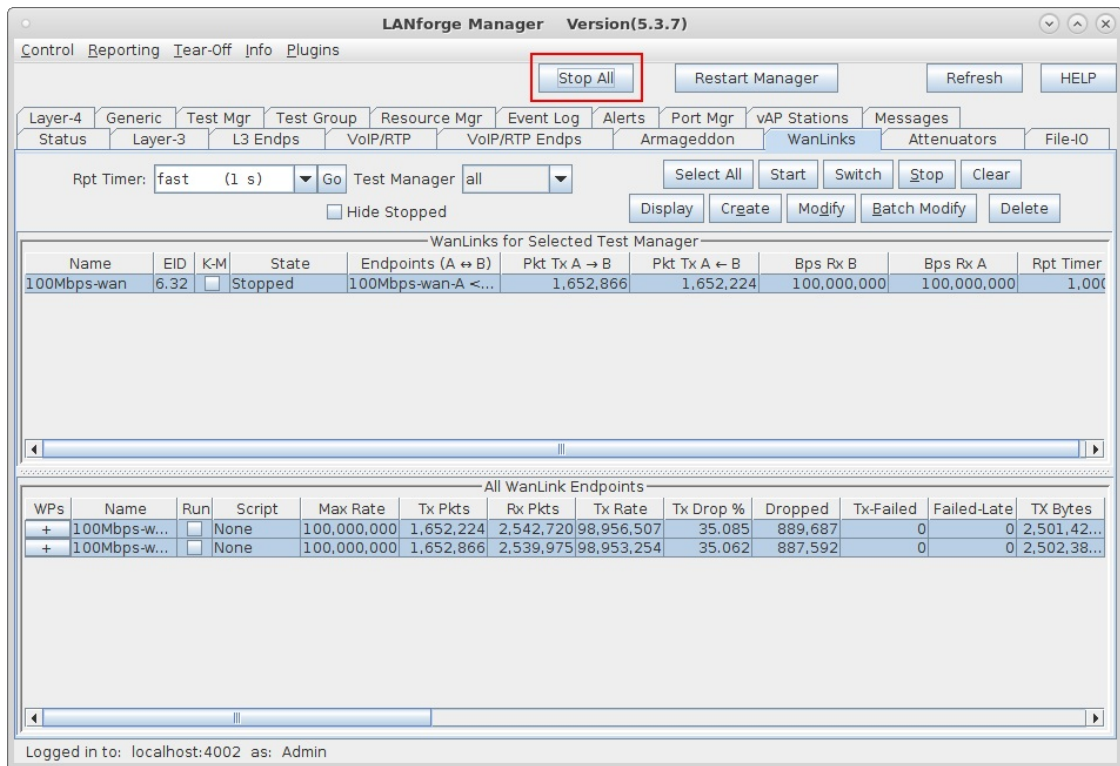 LANforge Manager Version(5.3.7)
Control Reporting Tear-Off Info Plugins
Stop All Restart Manager Refresh HELP
Layer-4 Generic Test Mgr Test Group Resource Mgr Event Log Alerts Port Mgr vAP Stations Messages
Status Layer-3 L3 Endps VoIP/RTP VoIP/RTP Endps Armageddon WanLinks Attenuators File-IO
Rpt Timer: fast (1 s) Go Test Manager all Select All Start Switch Stop Clear
Hide Stopped Display Create Modify Batch Modify Delete
WanLinks for Selected Test Manager
Name EID K-M State Endpoints (A ↔ B) Pkt Tx A → B Pkt Tx A ← B Bps Rx B Bps Rx A Rpt Timer
100Mbps-wan 6.32 Stopped 100Mbps-wan-A <... 1,652,866 1,652,224 100,000,000 100,000,000 1,000
All WanLink Endpoints
WPs Name Run Script Max Rate Tx Pkts Rx Pkts Tx Rate Tx Drop % Dropped Tx-Failed Failed-Late TX Bytes
+ 100Mbps-w... None 100,000,000 1,652,224 2,542,720 98,956,507 35.085 889,687 0 0 2,501,42...
+ 100Mbps-w... None 100,000,000 1,652,866 2,539,975 98,953,254 35.062 887,592 0 0 2,502,38...
Logged in to: localhost:4002 as: Admin